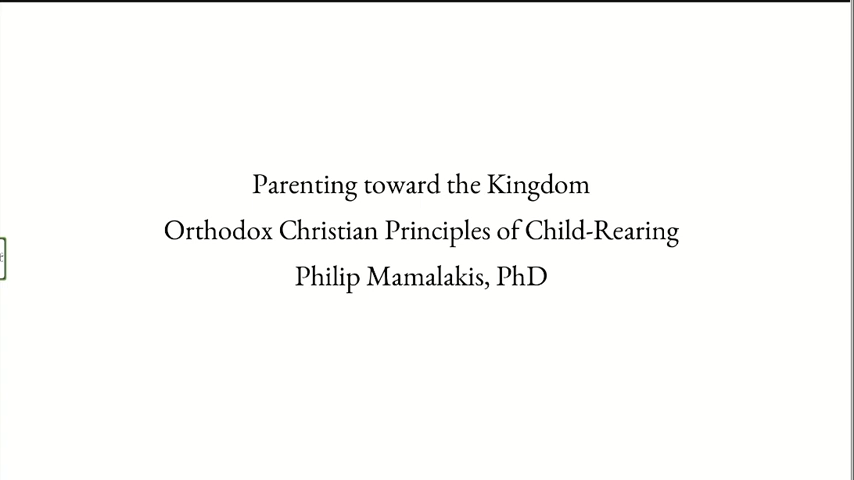 Parenting toward the Kingdom
Orthodox Christian Principles of Child-Rearing
Philip Mamalakis, PhD